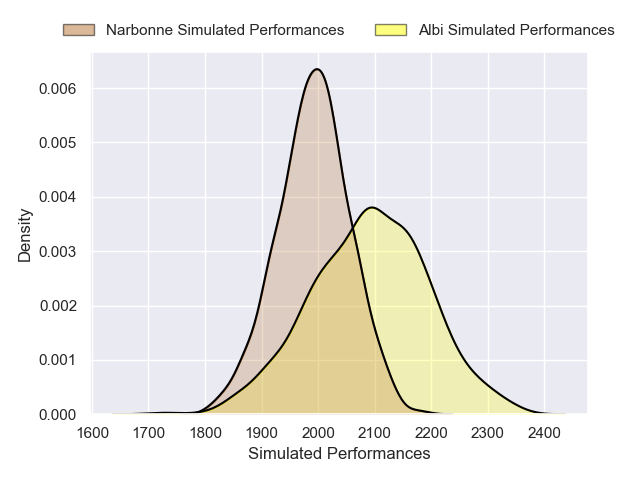 Narbonne Simulated Performances Albi Simulated Performances
0.006
0.005
0.004
0.003
0.002
0.001
0.000
Density
1600 1700 1800 1900 2000 2100 2200 2300 2400
Simulated Performances